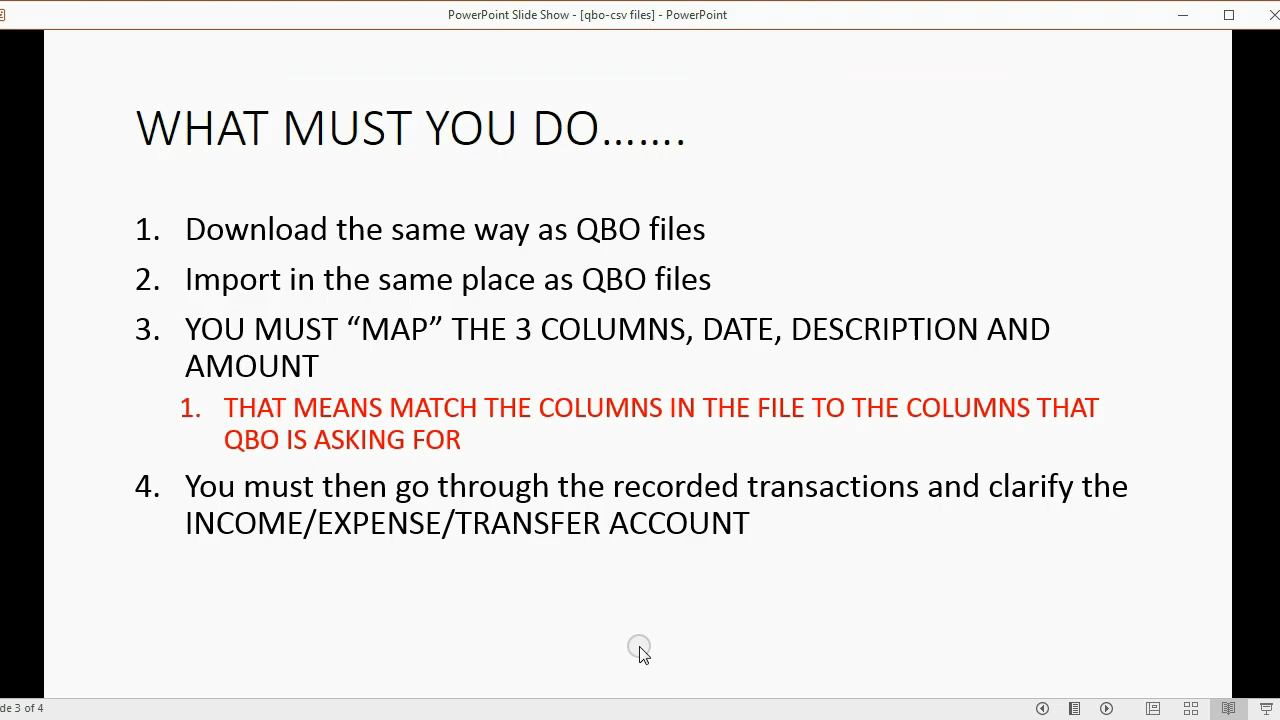 PowerPoint Slide Show - [qbo-csv files] - PowerPoint
WHAT MUST YOU DO.......
1. Download the same way as QBO files
2. Import in the same place as QBO files
3. YOU MUST “MAP” THE 3 COLUMNS, DATE, DESCRIPTION AND
AMOUNT
1. THAT MEANS MATCH THE COLUMNS IN THE FILE TO THE COLUMNS THAT
QBO IS ASKING FOR
4. You must then go through the recorded transactions and clarify the
INCOME/EXPENSE/TRANSFER ACCOUNT
de 3 of 4